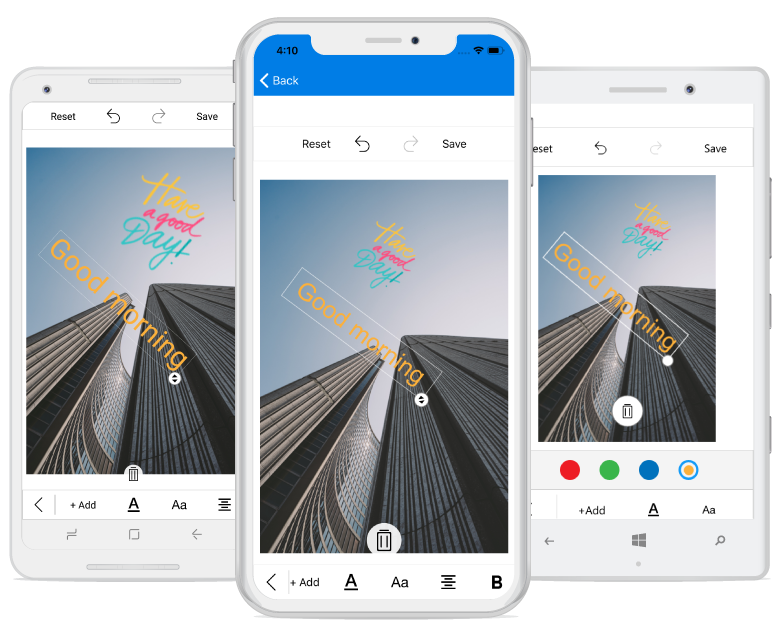 Reset Save
Have
a good
Day!
Good morning
+ Add A Aa
4:10
Back
Reset Save
Have
a good
Day!
Good morning
+ Add A Aa B
eset Save
Have
a good
Day!
Good morning
+Add A Aa